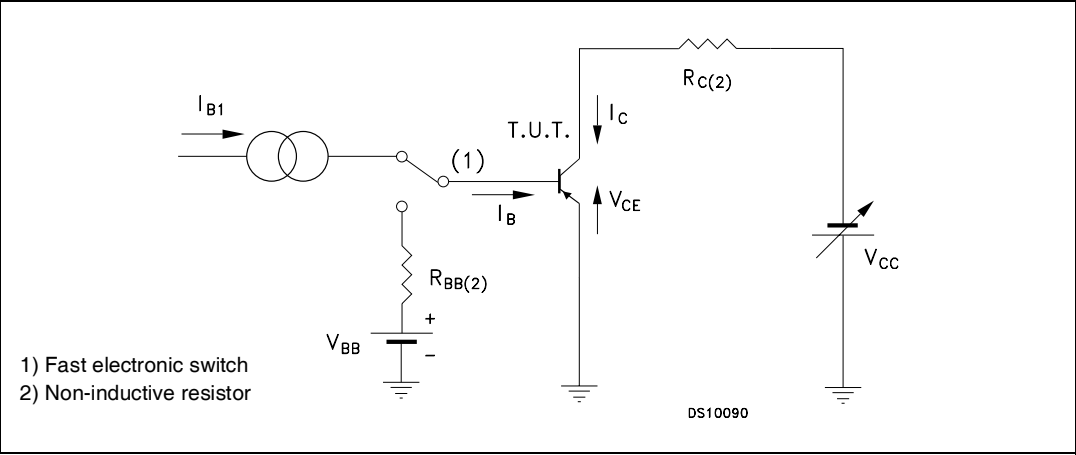 R_C(2)
I_B1
I_C
T.U.T.
(1)
V_CE
I_B
V_CC
R_BB(2)
+
V_BB
−
1) Fast electronic switch
2) Non-inductive resistor
DS10090